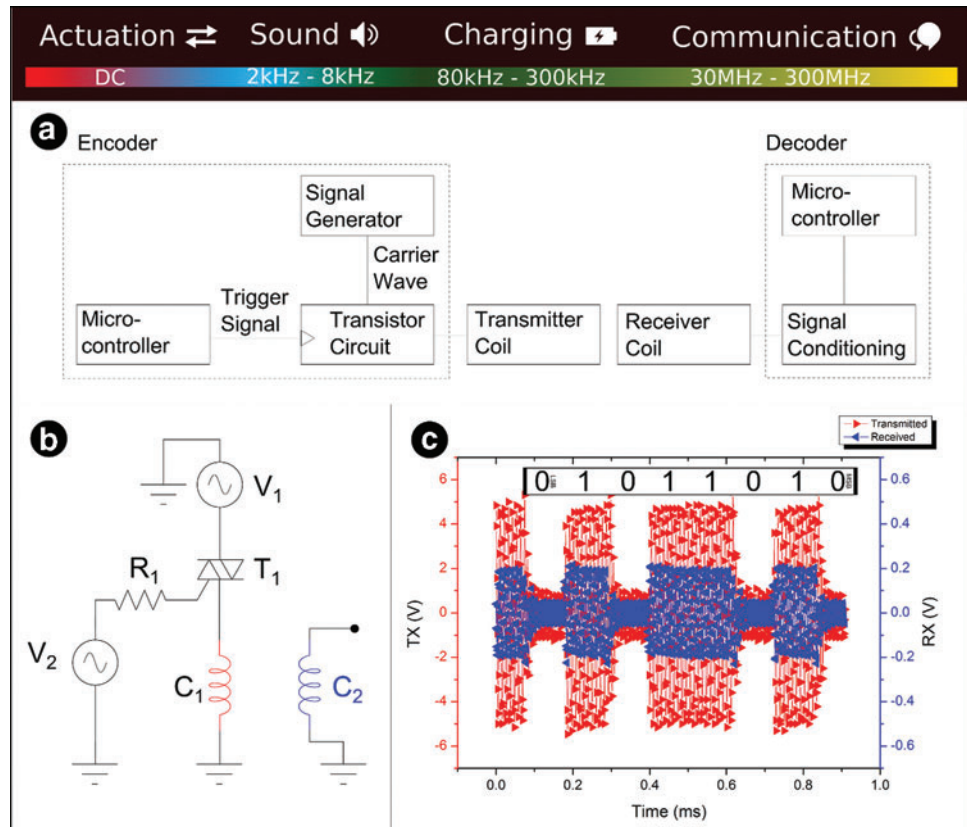 Actuation Sound Charging Communication
DC 2kHz - 8kHz 80kHz - 300kHz 30MHz - 300MHz
a
Encoder
Decoder
Signal
Generator
Micro-
controller
Carrier
Wave
Trigger
Signal
Micro-
controller
Transistor
Circuit
Transmitter
Coil
Receiver
Coil
Signal
Conditioning
b
V1
R1
T1
V2
C1
C2
c
Transmitted
Received
0 LSB 1 0 1 1 0 1 0 MSB
6
4
2
0
-2
-4
-6
TX (V)
0.6
0.4
0.2
0.0
-0.2
-0.4
-0.6
RX (V)
0.0 0.2 0.4 0.6 0.8 1.0
Time (ms)